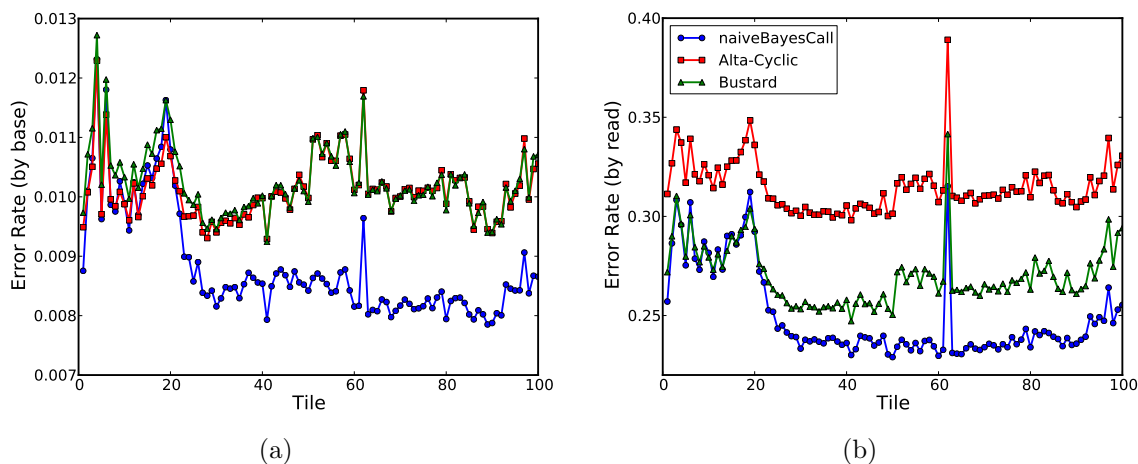 0.013
0.012
0.011
0.010
0.009
0.008
0.007
0 20 40 60 80 100
Error Rate (by base)
Tile
(a)
naiveBayesCall
Alta-Cyclic
Bustard
0.40
0.35
0.30
0.25
0 20 40 60 80 100
Error Rate (by read)
Tile
(b)